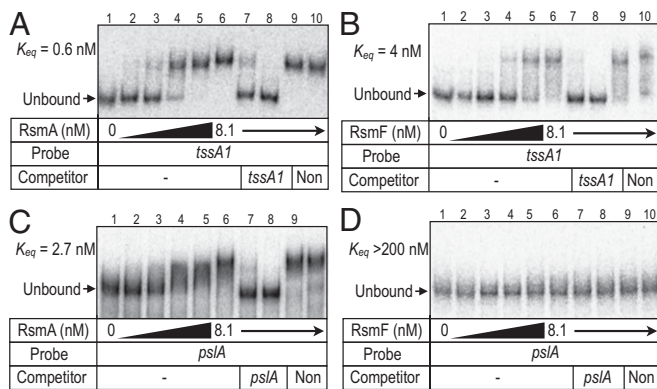 A
1 2 3 4 5 6 7 8 9 10
Keq = 0.6 nM
Unbound
RsmA (nM) 0 8.1
Probe tssA1
Competitor - tssA1 Non
B
1 2 3 4 5 6 7 8 9 10
Keq = 4 nM
Unbound
RsmF (nM) 0 8.1
Probe tssA1
Competitor - tssA1 Non
C
1 2 3 4 5 6 7 8 9
Keq = 2.7 nM
Unbound
RsmA (nM) 0 8.1
Probe pslA
Competitor - pslA Non
D
1 2 3 4 5 6 7 8 9 10
Keq >200 nM
Unbound
RsmF (nM) 0 8.1
Probe pslA
Competitor - pslA Non